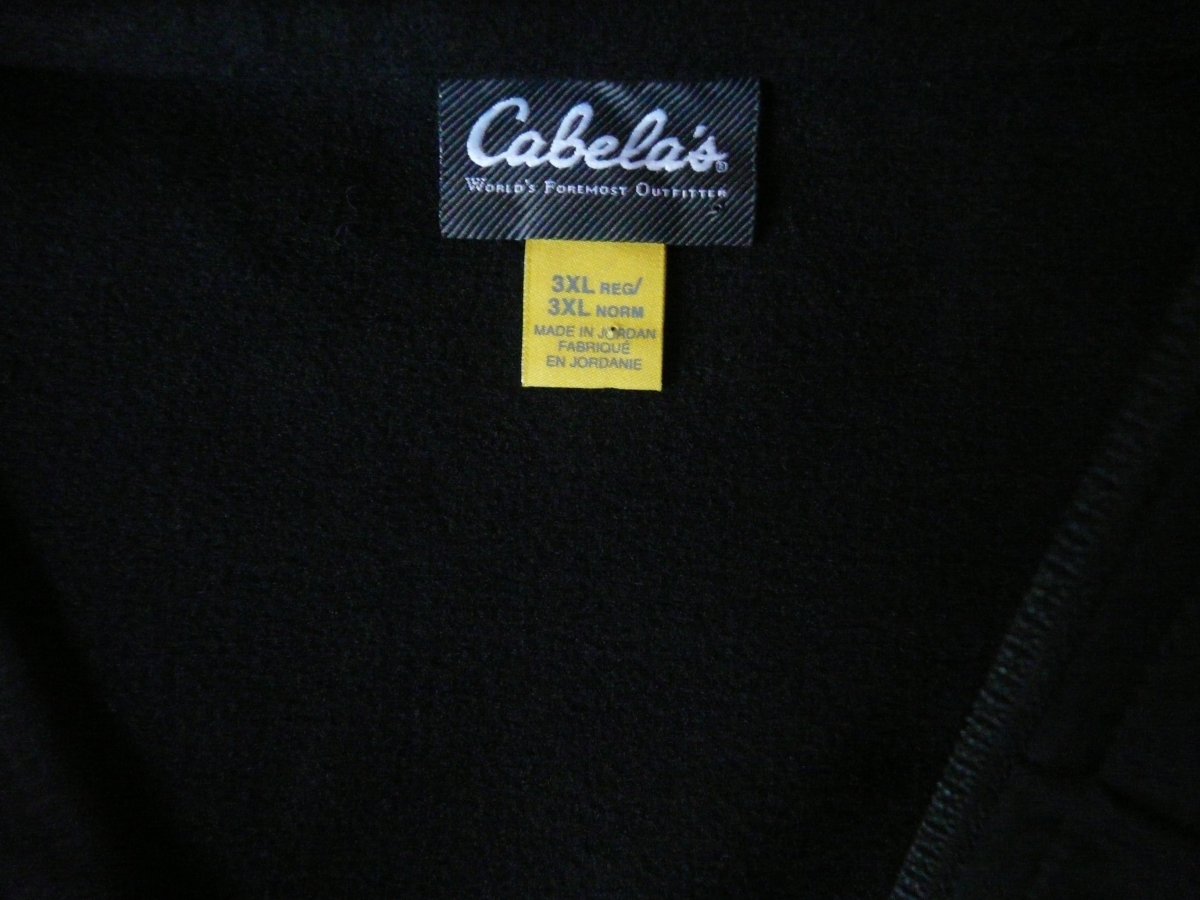 Cabela's®
WORLD'S FOREMOST OUTFITTER
3XL REG/
3XL NORM
MADE IN JORDAN
FABRIQUÉ
EN JORDANIE